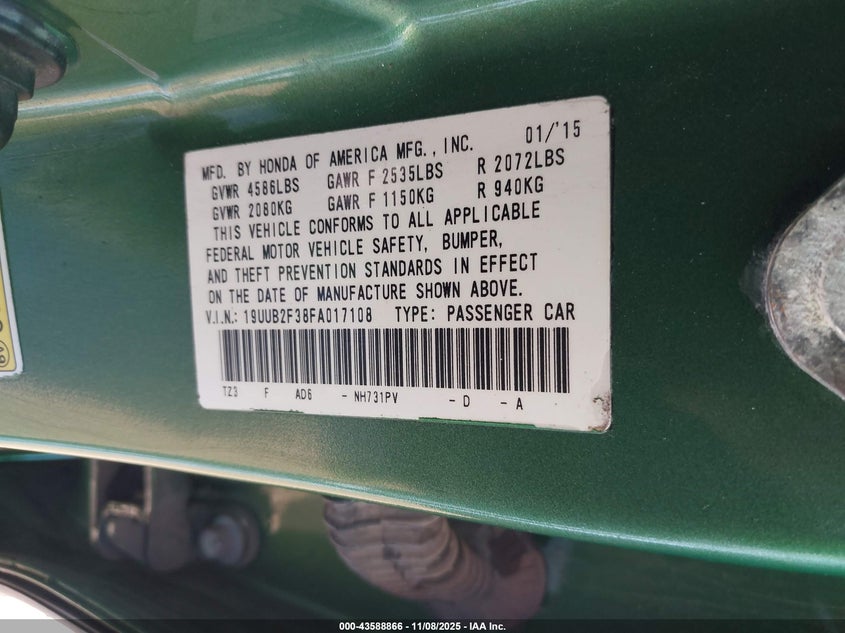 01/'15
MFD. BY HONDA OF AMERICA MFG., INC.
GVWR 4586LBS GAWR F 2535LBS R 2072LBS
GVWR 2080KG GAWR F 1150KG R 940KG
THIS VEHICLE CONFORMS TO ALL APPLICABLE
FEDERAL MOTOR VEHICLE SAFETY, BUMPER,
AND THEFT PREVENTION STANDARDS IN EFFECT
ON THE DATE OF MANUFACTURE SHOWN ABOVE.
V.I.N.: 19UUB2F38FA017108 TYPE: PASSENGER CAR
TZ3 F AD6 - NH731PV - D - A
000-43588866 - 11/08/2025 - IAA Inc.